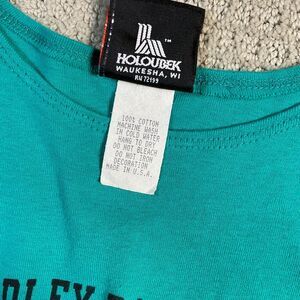 ™
HOLOUBEK
WAUKESHA, WI
RN 72199
100% COTTON
MACHINE WASH
IN COLD WATER
HANG TO DRY
DO NOT BLEACH
DO NOT IRON
DECORATION
MADE IN U.S.A.